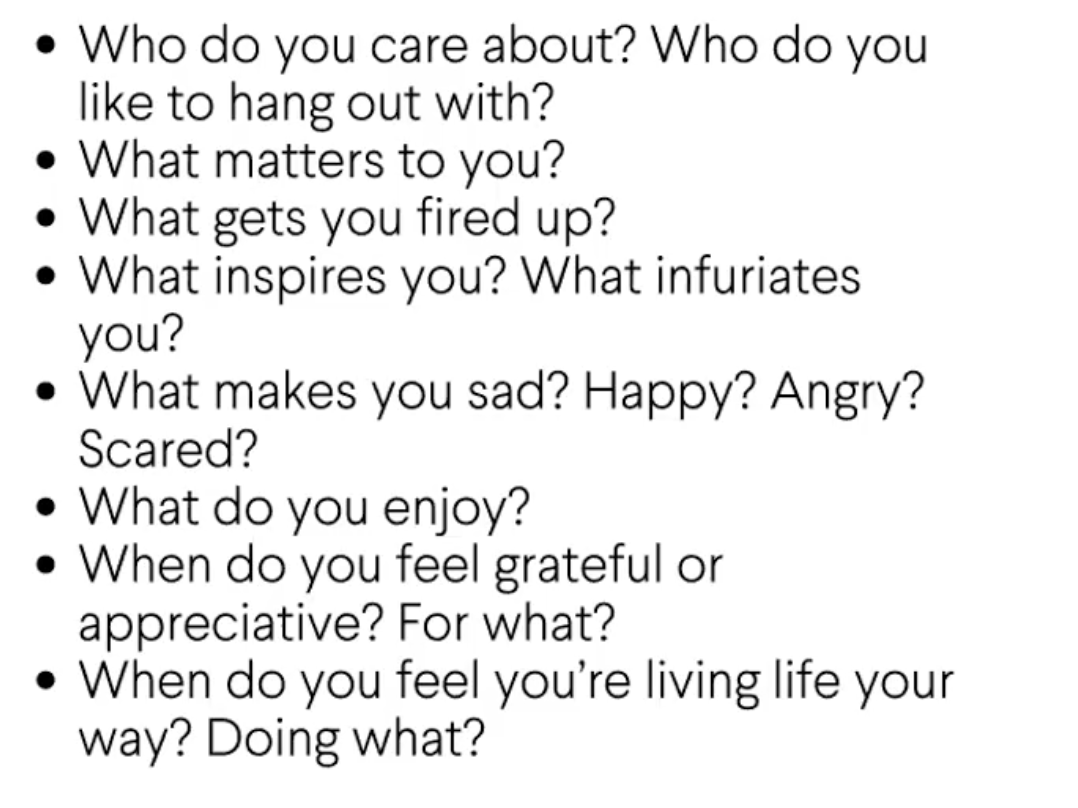 • Who do you care about? Who do you
like to hang out with?
• What matters to you?
• What gets you fired up?
• What inspires you? What infuriates
you?
• What makes you sad? Happy? Angry?
Scared?
• What do you enjoy?
• When do you feel grateful or
appreciative? For what?
• When do you feel you’re living life your
way? Doing what?